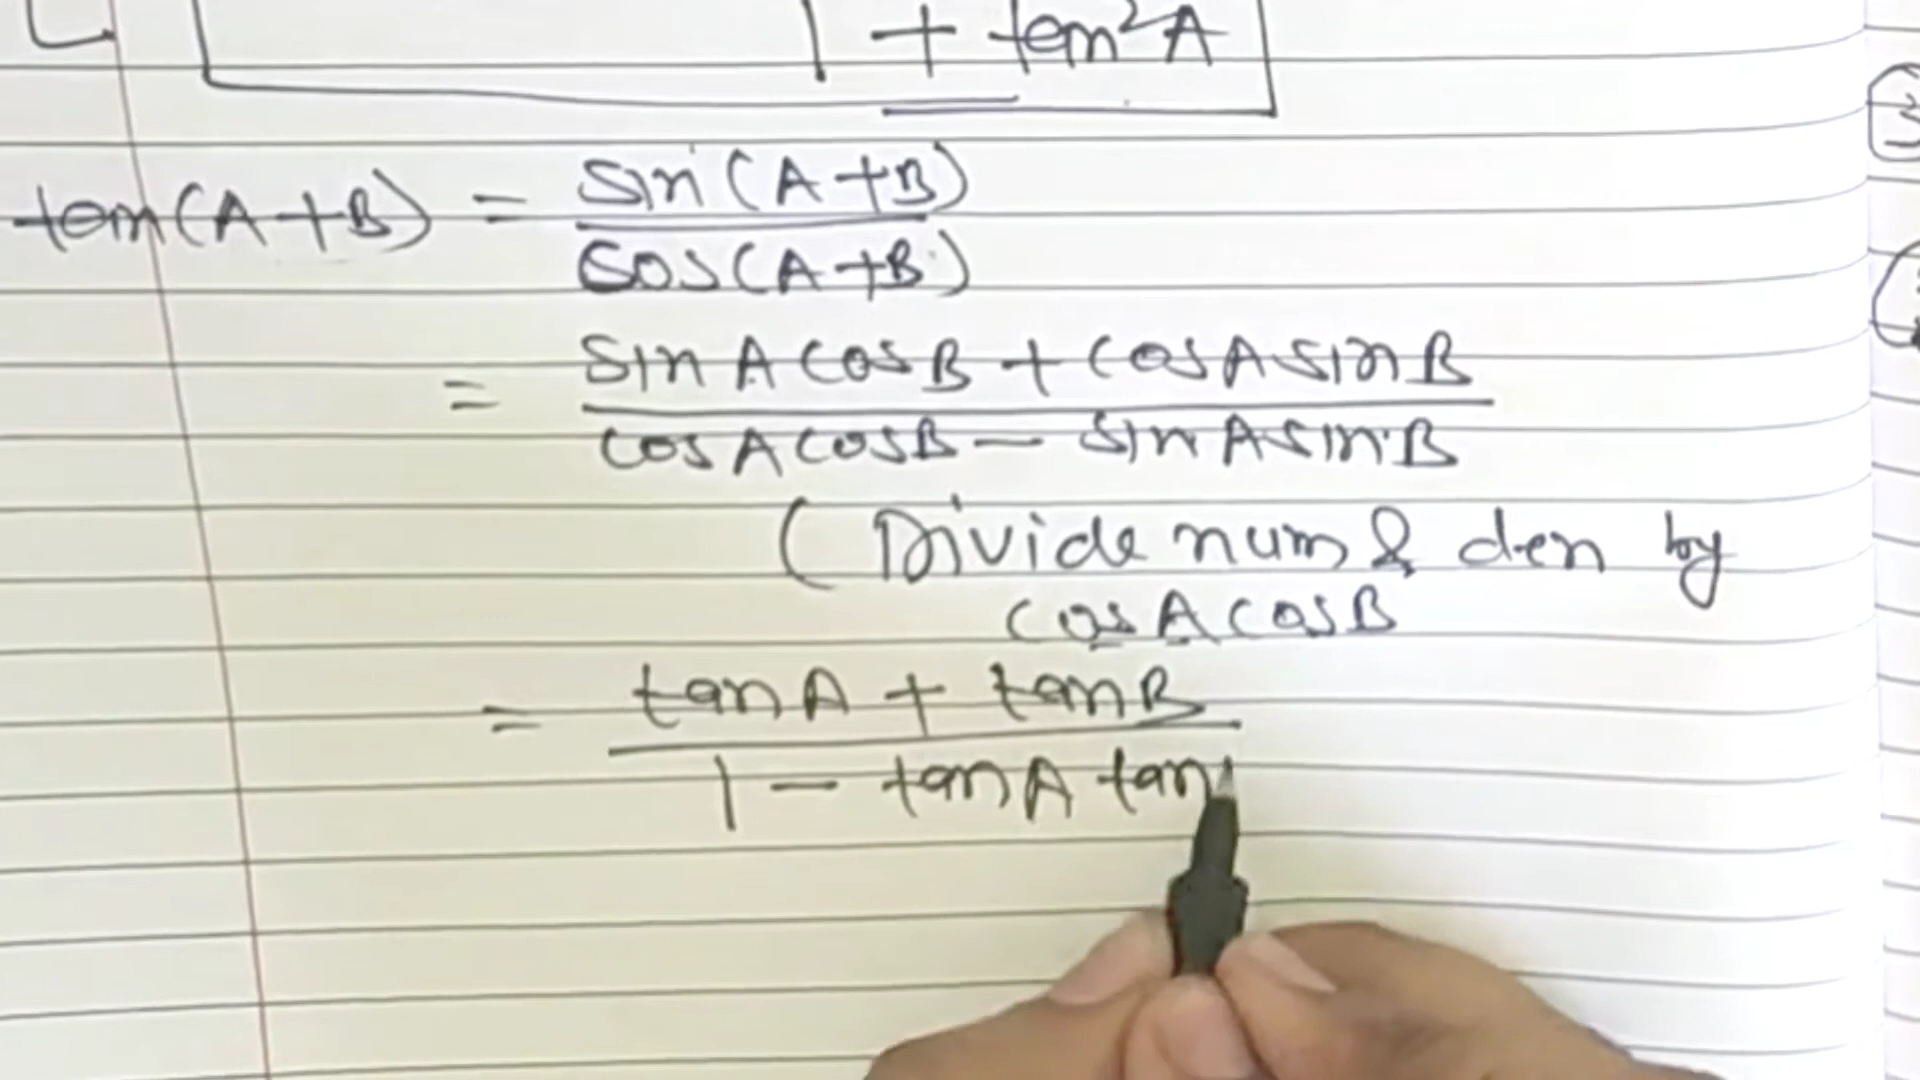 1 + tan²A
tan(A+B) = sin(A+B)
cos(A+B)
= sinA cosB + cosA sinB
cosA cosB - sinA sinB
(Divide num & den by
cosA cosB
= tanA + tanB
1 - tanA tan
3